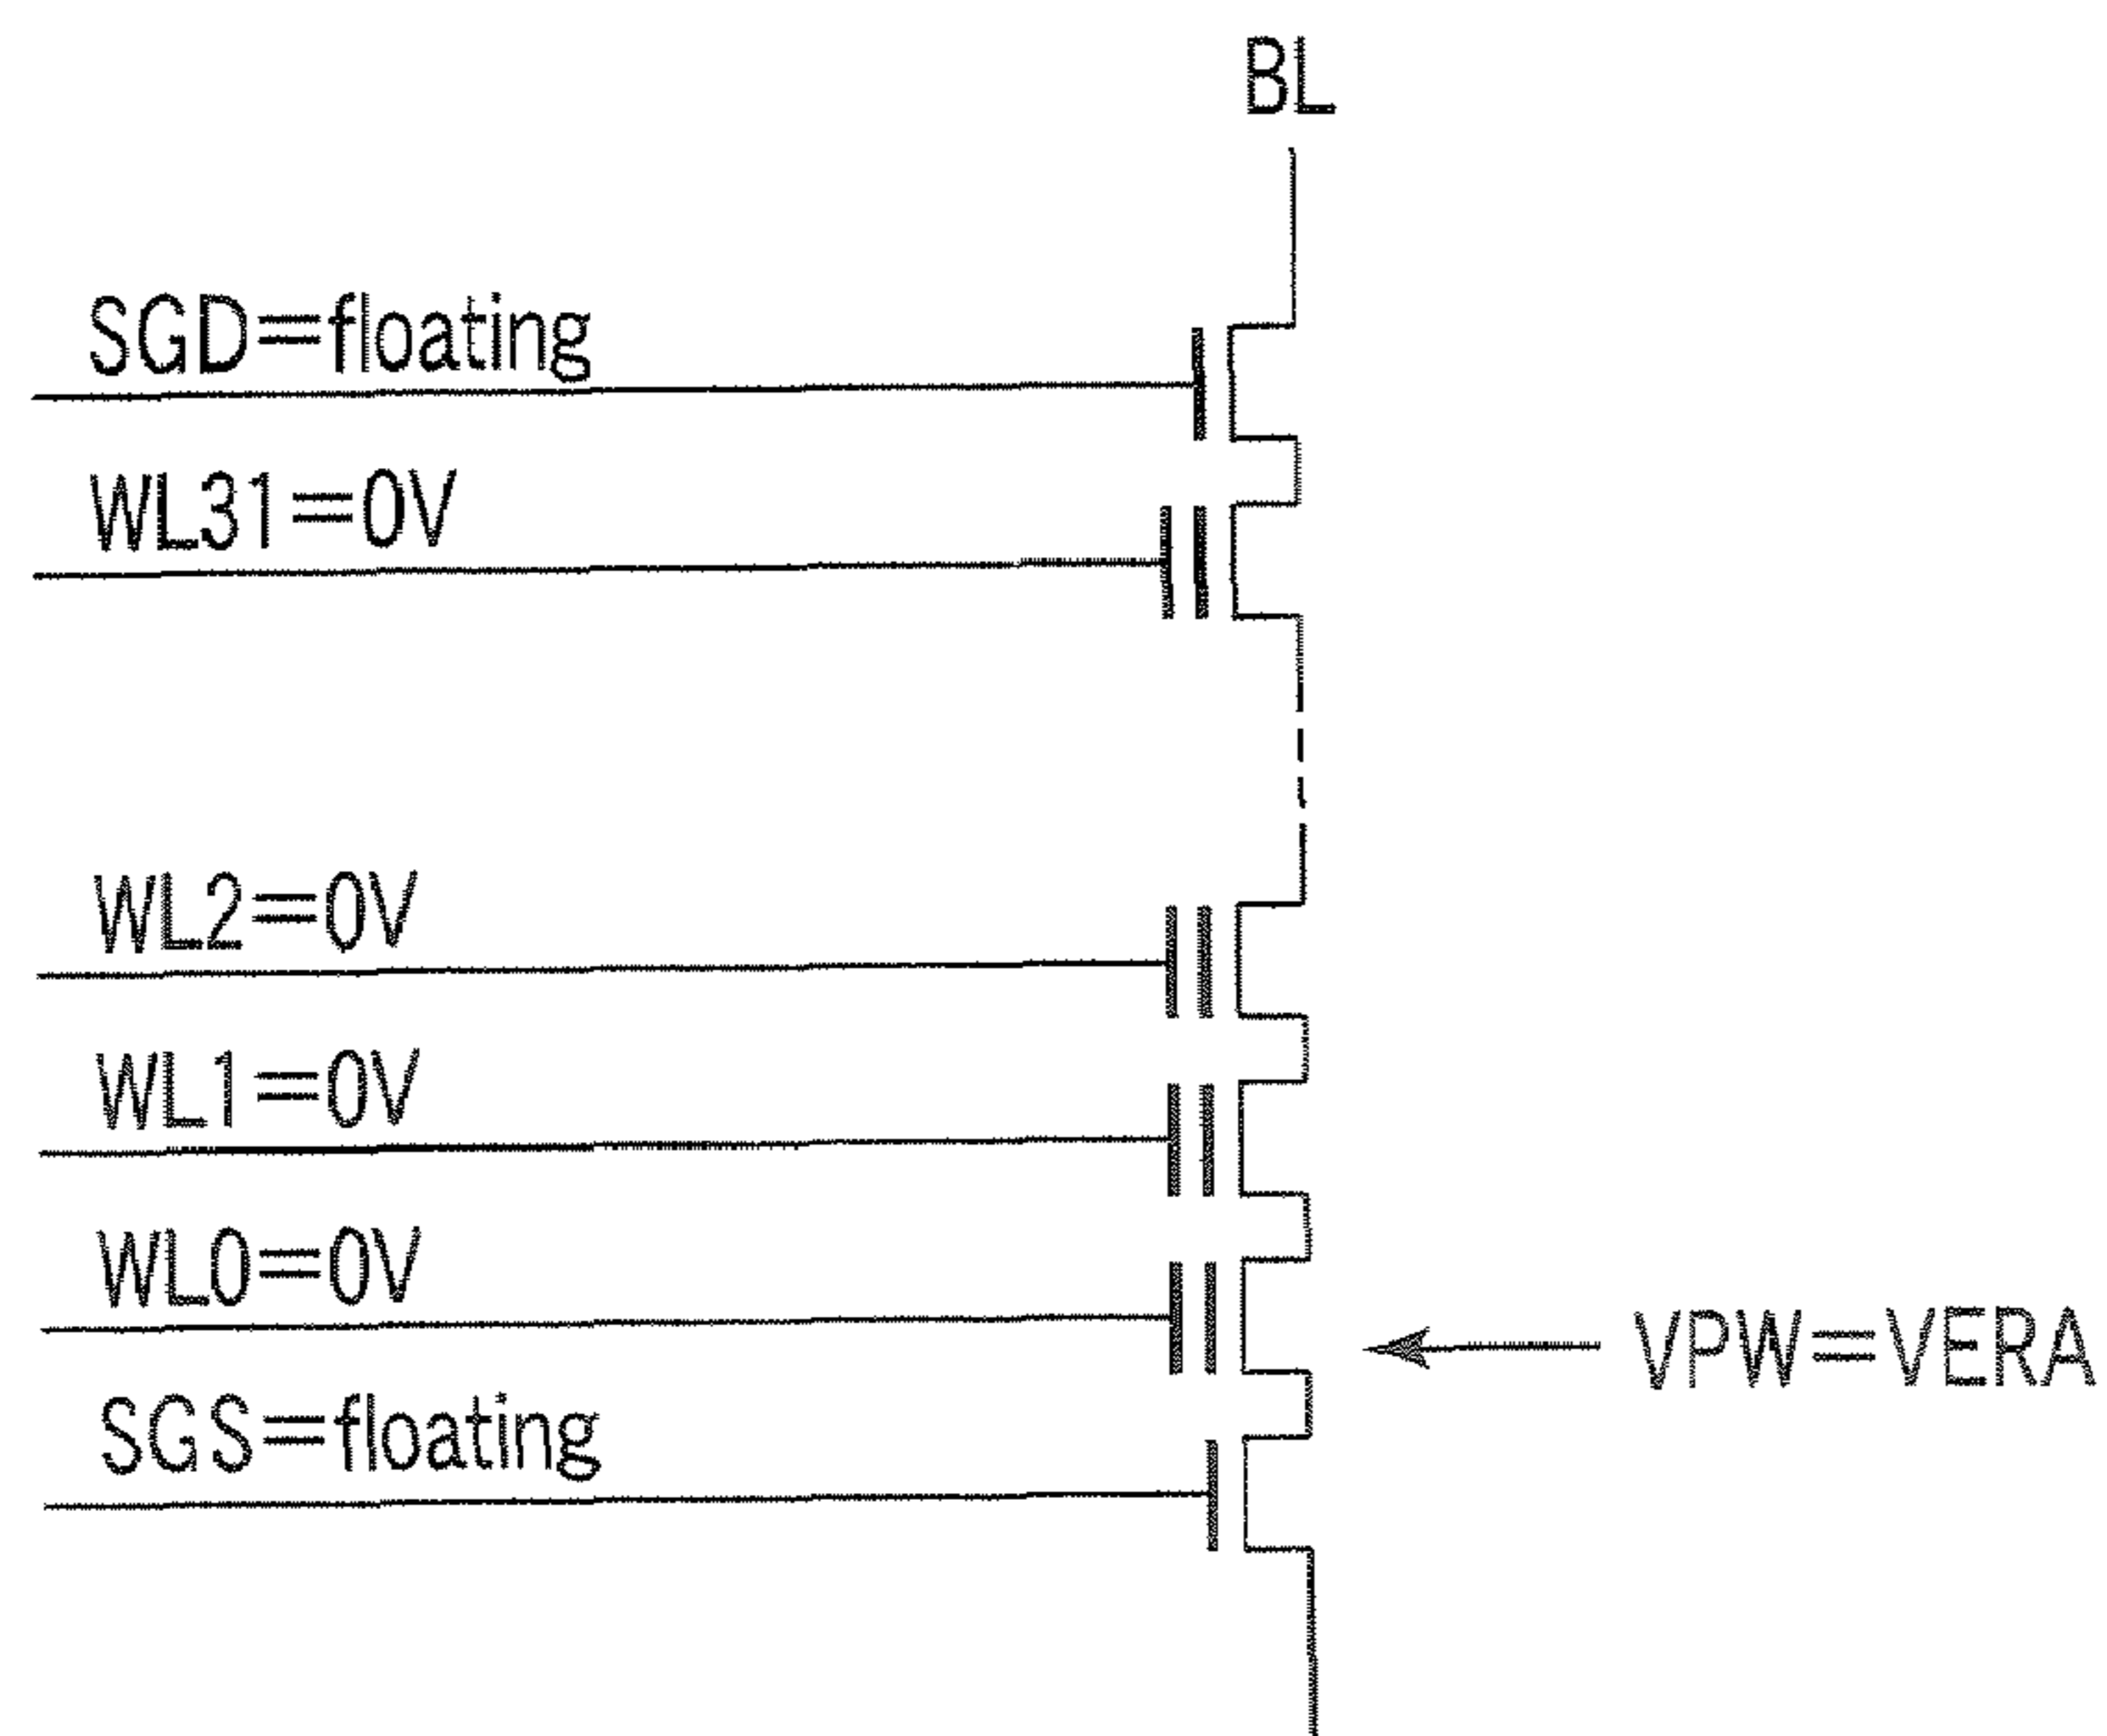 BL
SGD=floating
WL31=0V
WL2=0V
WL1=0V
WL0=0V
VPW=VERA
SGS=floating